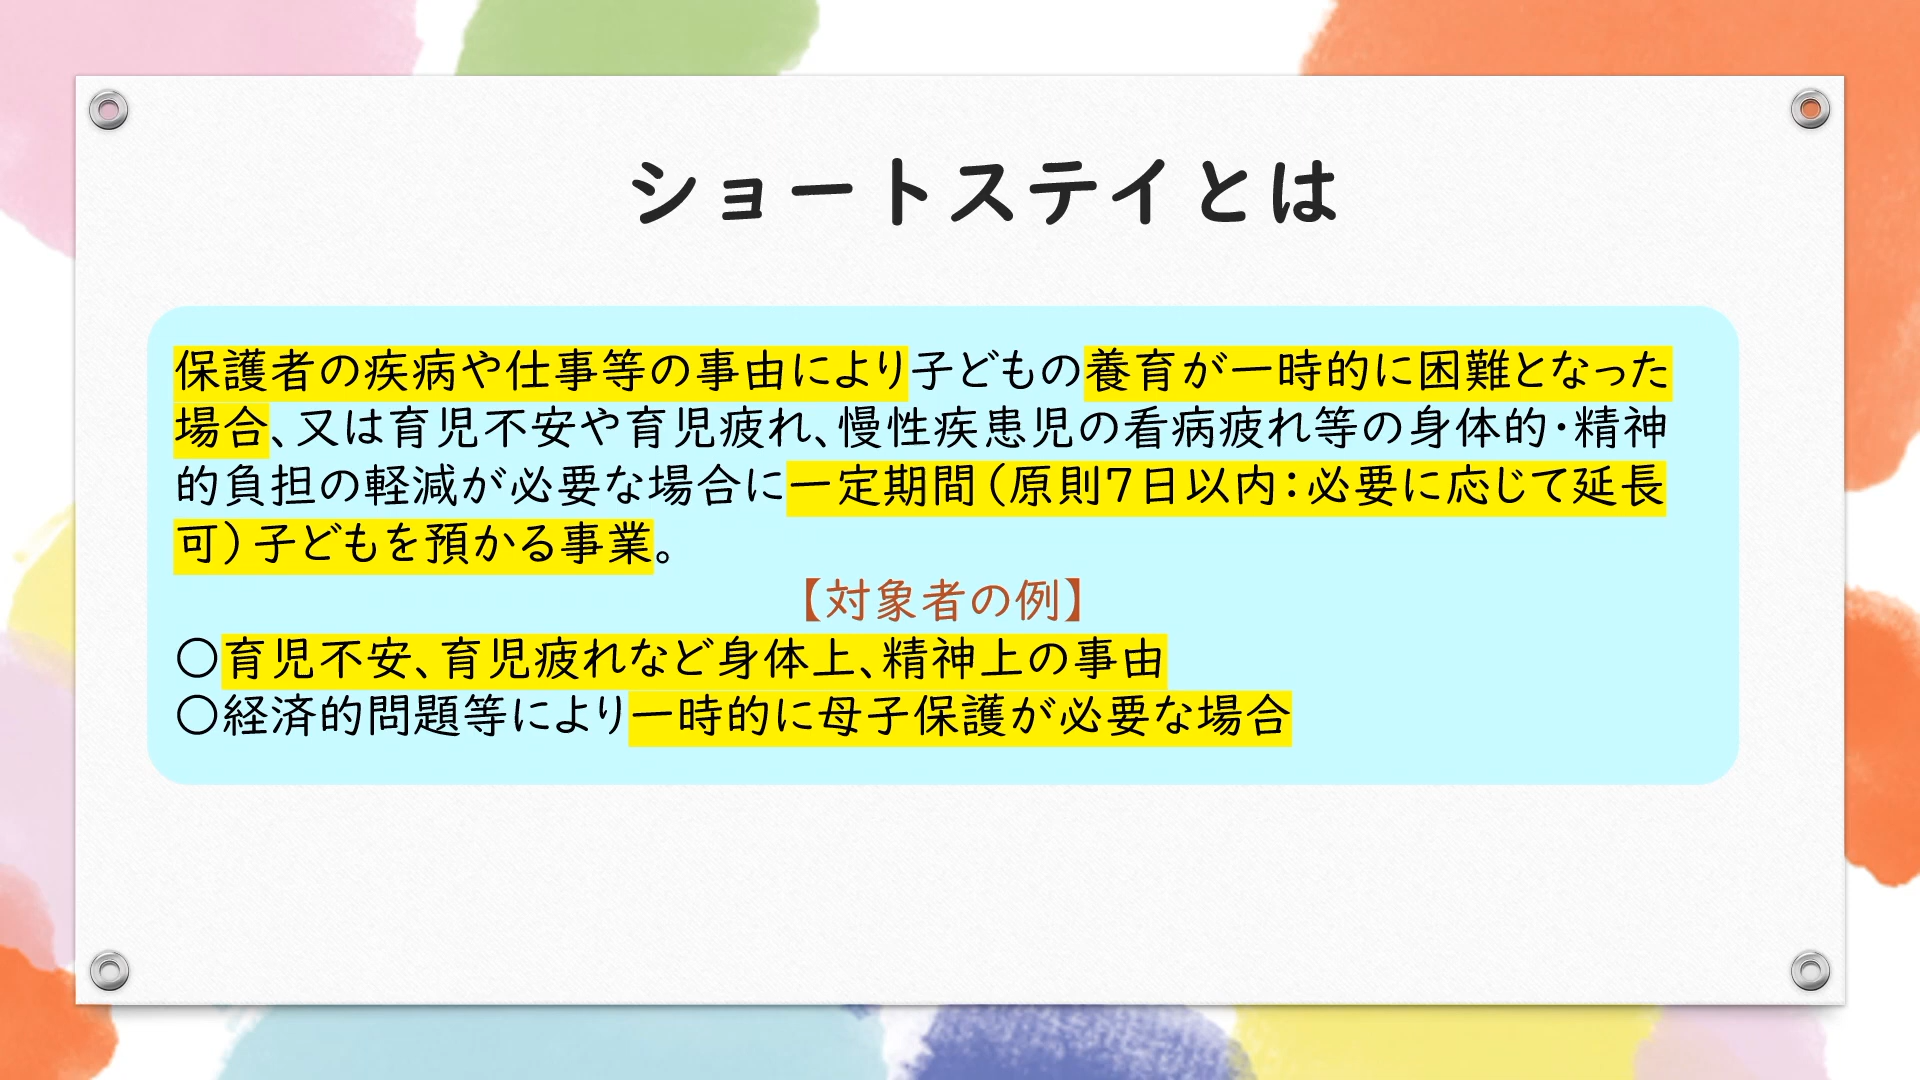 ショートステイとは
保護者の疾病や仕事等の事由により子どもの養育が一時的に困難となった
場合、又は育児不安や育児疲れ、慢性疾患児の看病疲れ等の身体的・精神
的負担の軽減が必要な場合に一定期間（原則7日以内：必要に応じて延長
可）子どもを預かる事業。
【対象者の例】
〇育児不安、育児疲れなど身体上、精神上の事由
〇経済的問題等により一時的に母子保護が必要な場合